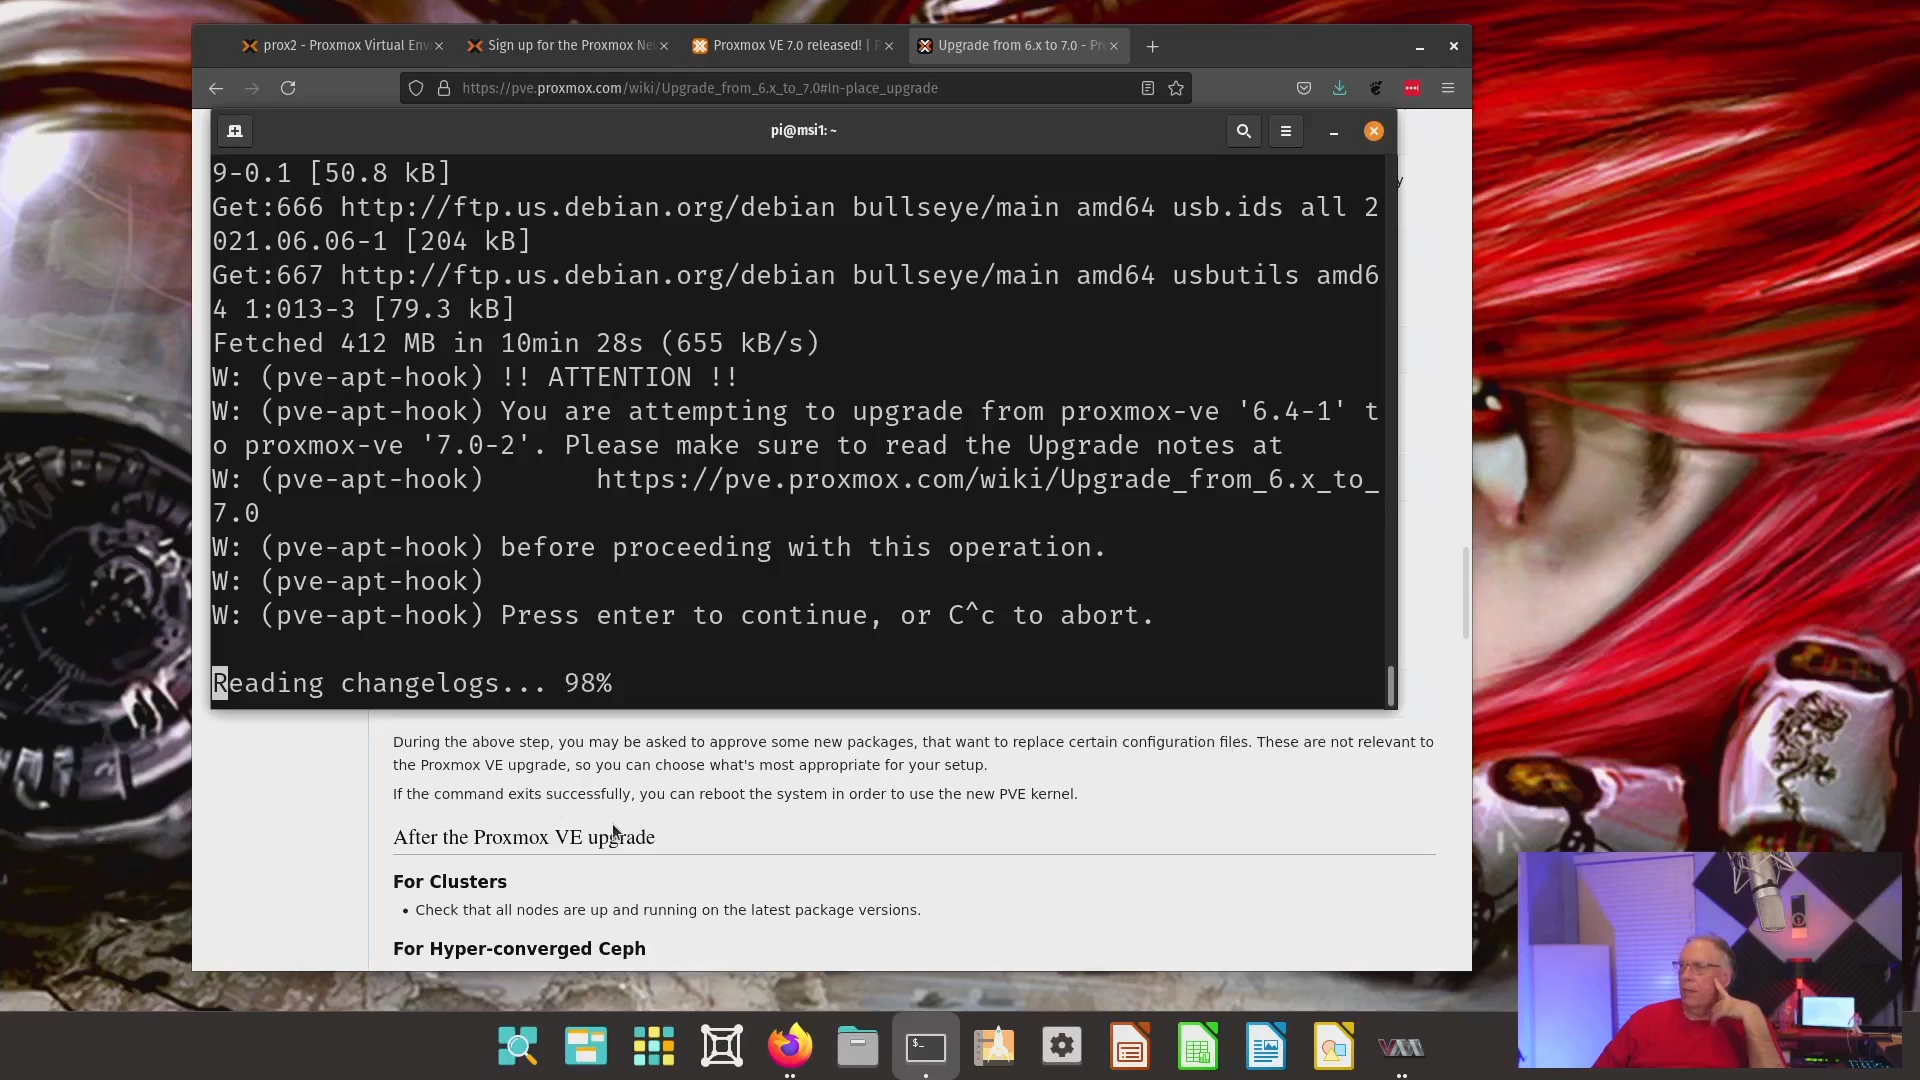 prox2 - Proxmox Virtual Env
Sign up for the Proxmox Ne
Proxmox VE 7.0 released! | P
Upgrade from 6.x to 7.0 - Pr
https://pve.proxmox.com/wiki/Upgrade_from_6.x_to_7.0#In-place_upgrade
pi@msi1: ~
9-0.1 [50.8 kB]
Get:666 http://ftp.us.debian.org/debian bullseye/main amd64 usb.ids all 2
021.06.06-1 [204 kB]
Get:667 http://ftp.us.debian.org/debian bullseye/main amd64 usbutils amd6
4 1:013-3 [79.3 kB]
Fetched 412 MB in 10min 28s (655 kB/s)
W: (pve-apt-hook) !! ATTENTION !!
W: (pve-apt-hook) You are attempting to upgrade from proxmox-ve '6.4-1' t
o proxmox-ve '7.0-2'. Please make sure to read the Upgrade notes at
W: (pve-apt-hook)       https://pve.proxmox.com/wiki/Upgrade_from_6.x_to_
7.0
W: (pve-apt-hook) before proceeding with this operation.
W: (pve-apt-hook)
W: (pve-apt-hook) Press enter to continue, or C^c to abort.
Reading changelogs... 98%
y
During the above step, you may be asked to approve some new packages, that want to replace certain configuration files. These are not relevant to
the Proxmox VE upgrade, so you can choose what's most appropriate for your setup.
If the command exits successfully, you can reboot the system in order to use the new PVE kernel.
After the Proxmox VE upgrade
For Clusters
• Check that all nodes are up and running on the latest package versions.
For Hyper-converged Ceph
$_